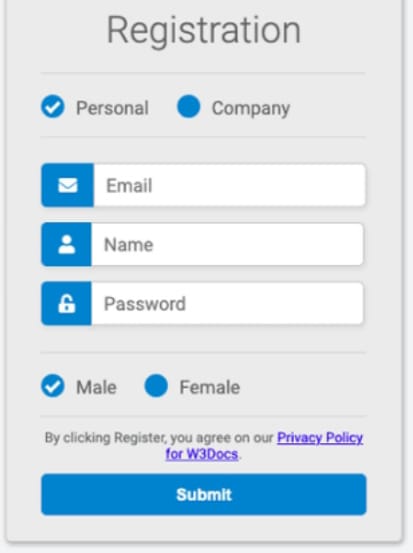 Registration
Personal Company
Email
Name
Password
Male Female
By clicking Register, you agree on our Privacy Policy
for W3Docs.
Submit